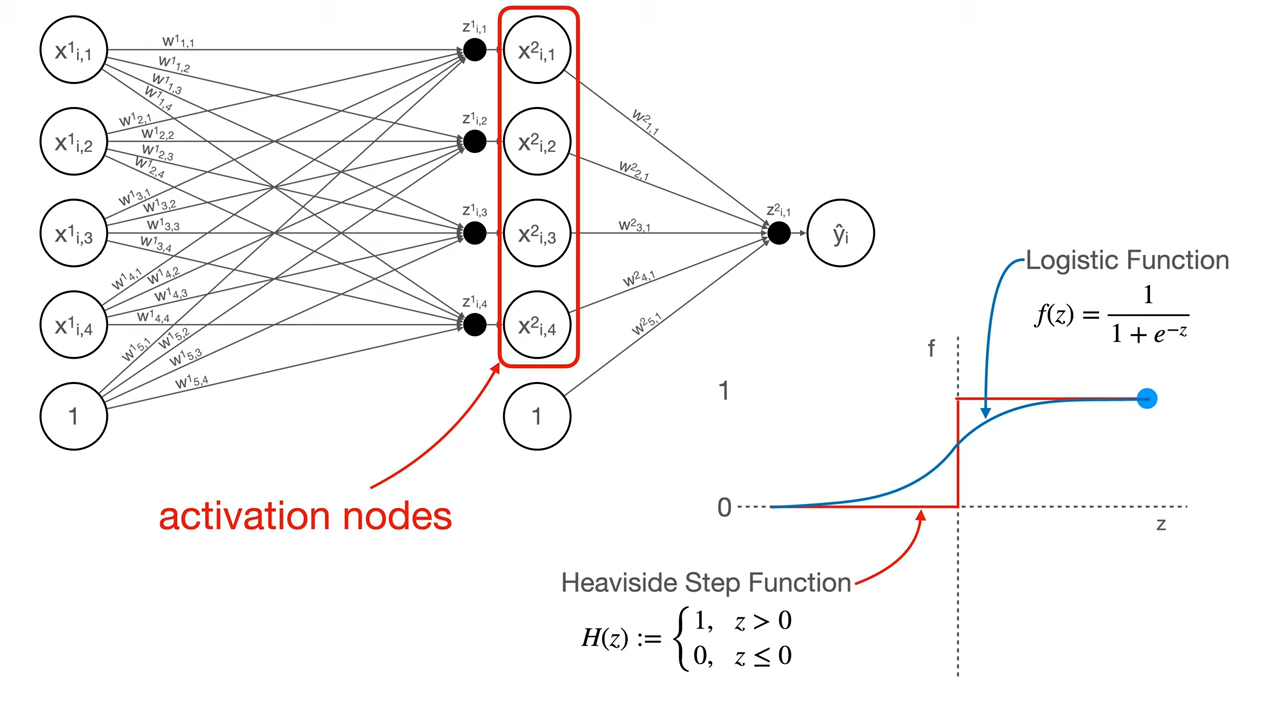 x¹i,1
x¹i,2
x¹i,3
x¹i,4
1
w¹1,1
w¹1,2
w¹1,3
w¹1,4
w¹2,1
w¹2,2
w¹2,3
w¹2,4
w¹3,1
w¹3,2
w¹3,3
w¹3,4
w¹4,1
w¹4,2
w¹4,3
w¹4,4
w¹5,1
w¹5,2
w¹5,3
w¹5,4
z¹i,1
z¹i,2
z¹i,3
z¹i,4
x²i,1
x²i,2
x²i,3
x²i,4
1
w²1,1
w²2,1
w²3,1
w²4,1
w²5,1
z²i,1
ŷi
activation nodes
Logistic Function
f(z) = 1 / (1 + e^−z)
f
1
0
z
Heaviside Step Function
H(z) := { 1, z > 0
0, z ≤ 0